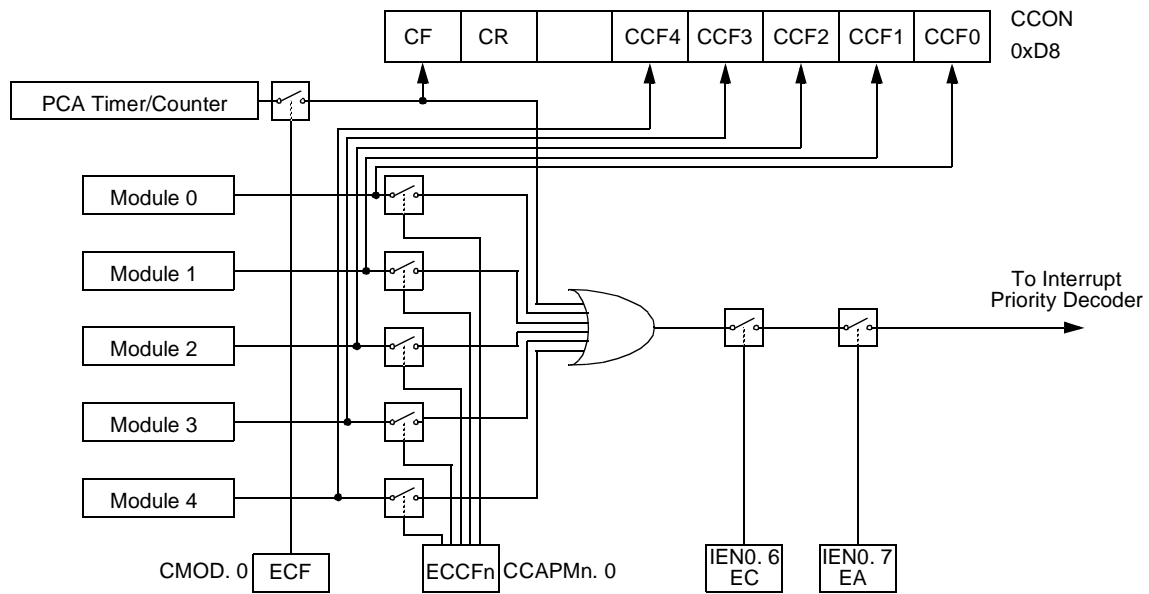 CF CR CCF4 CCF3 CCF2 CCF1 CCF0 CCON
0xD8
PCA Timer/Counter
Module 0
Module 1
Module 2
Module 3
Module 4
To Interrupt
Priority Decoder
CMOD. 0 ECF
ECCFn CCAPMn. 0
IEN0. 6
EC
IEN0. 7
EA